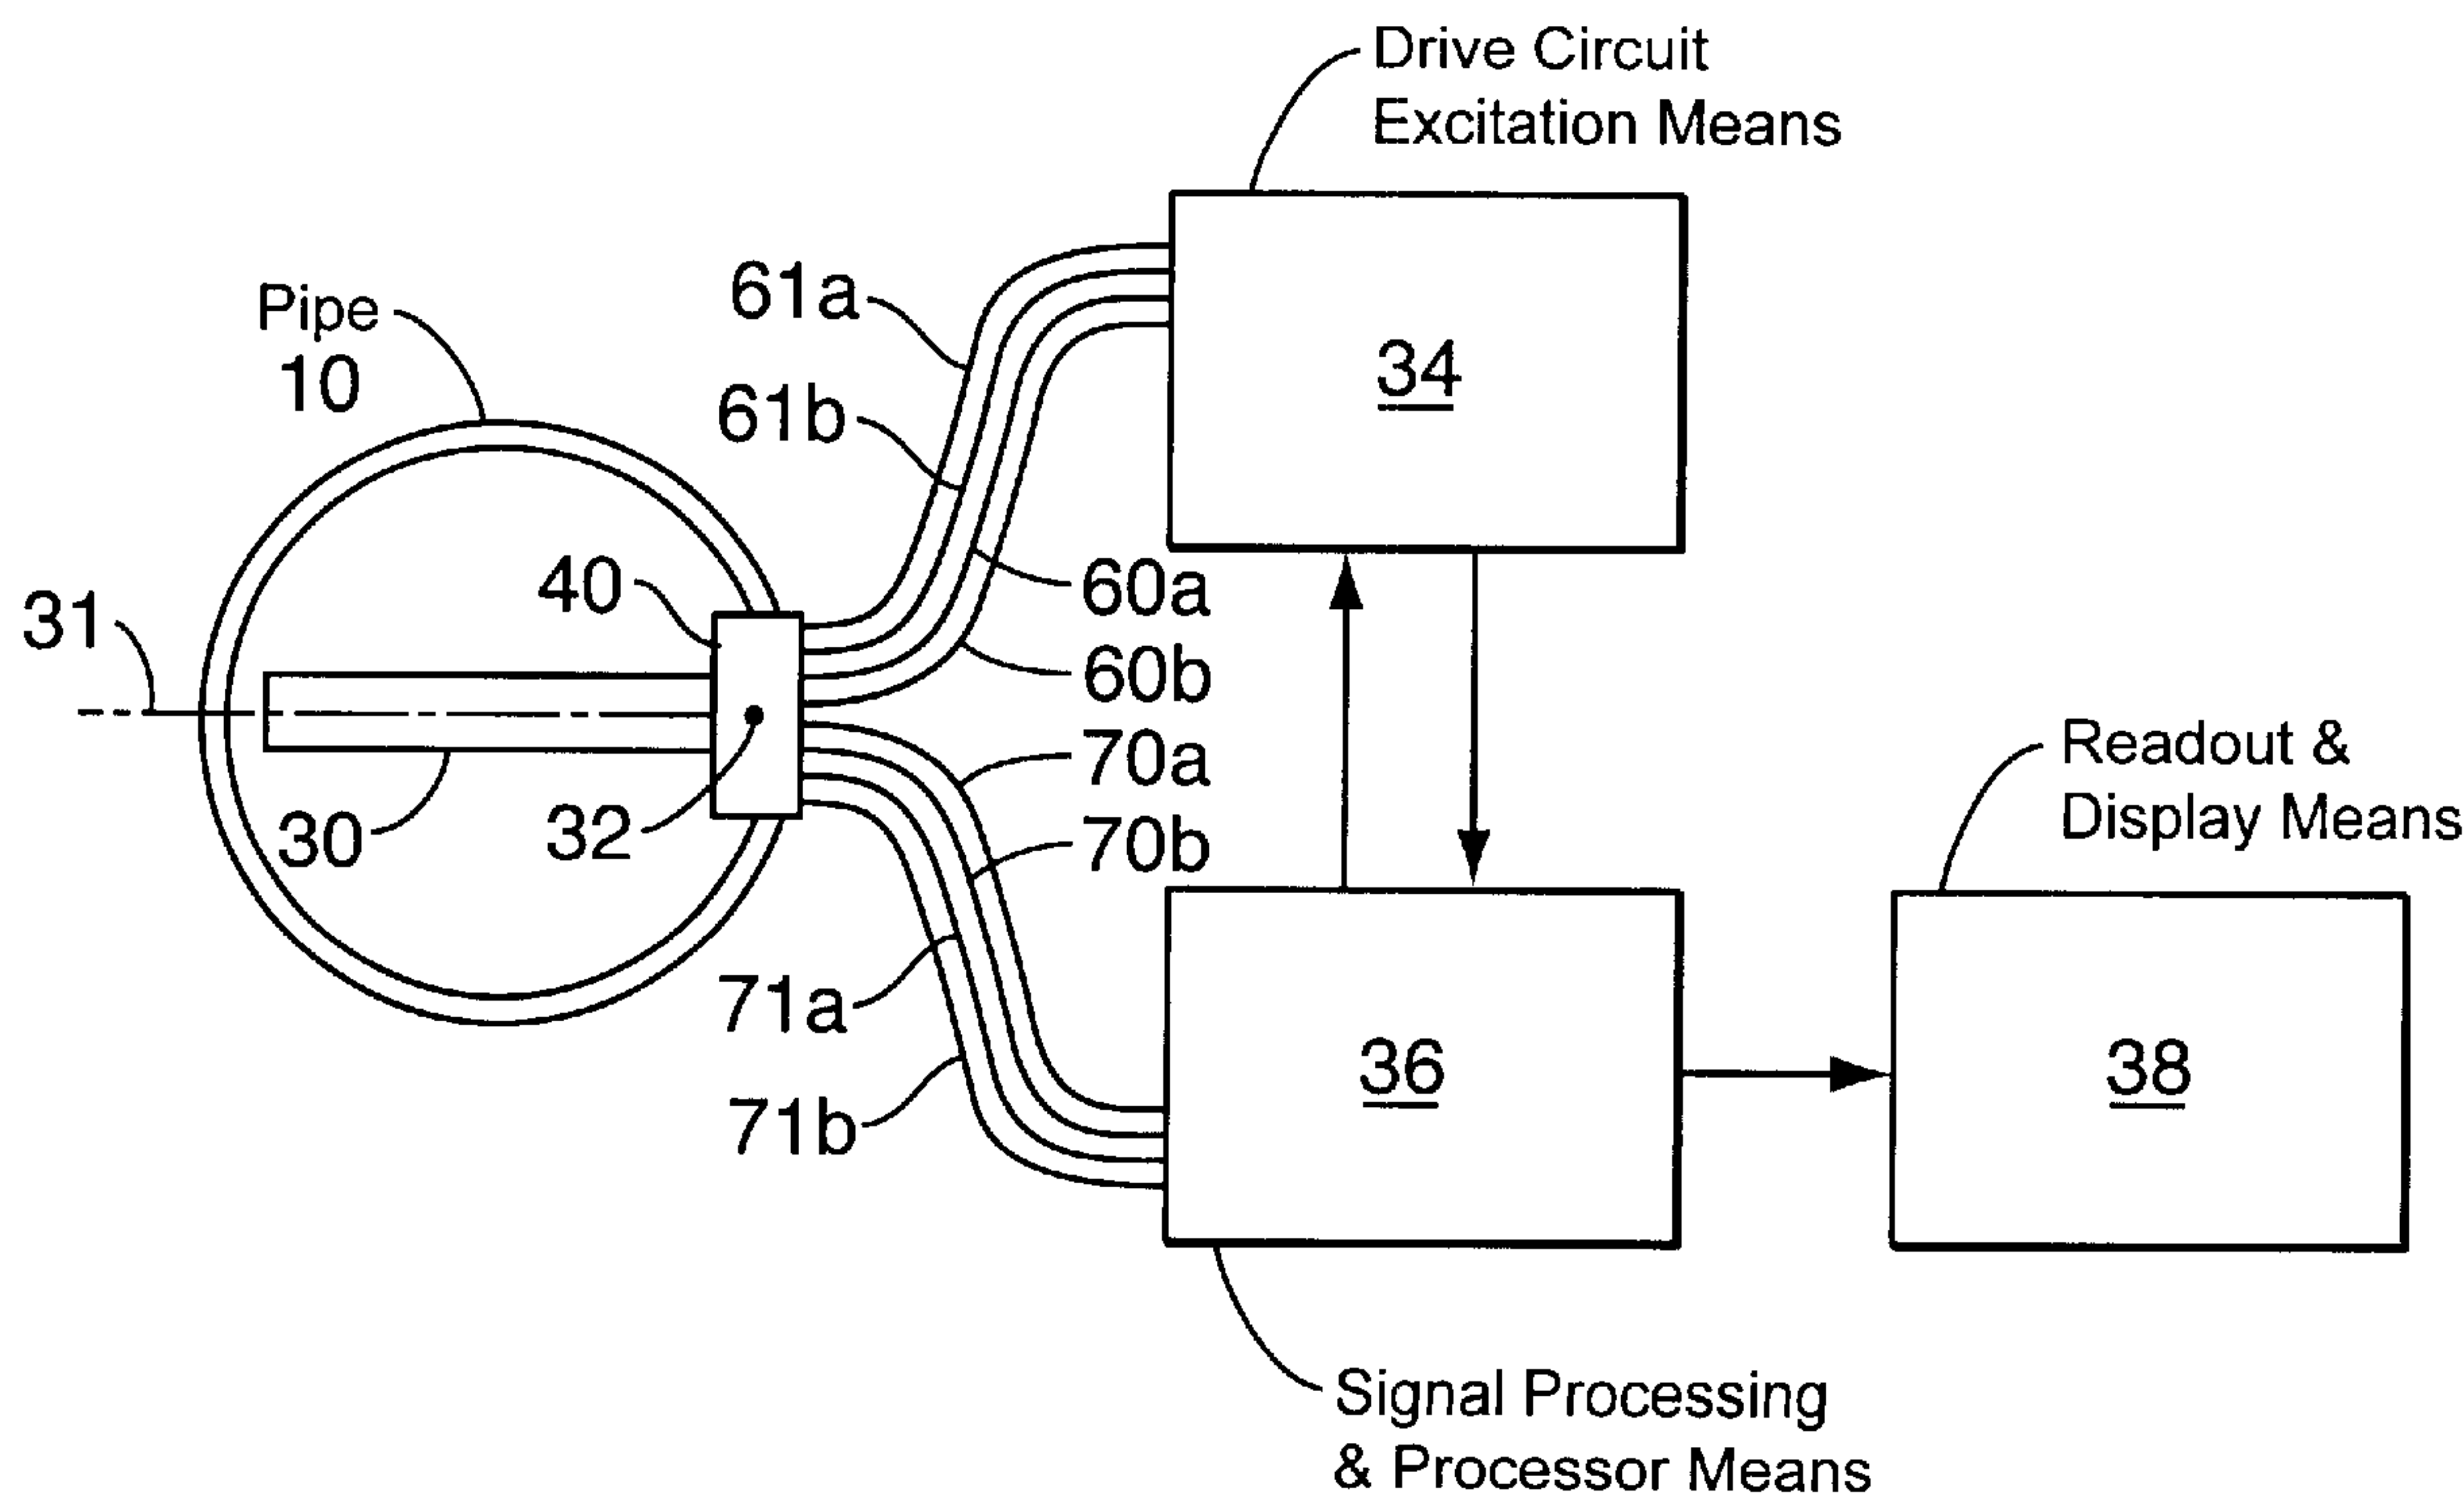 Drive Circuit
Excitation Means
Pipe
10
61a
61b
34
40
31
60a
60b
70a
70b
30
32
Readout &
Display Means
71a
71b
36
38
Signal Processing
& Processor Means